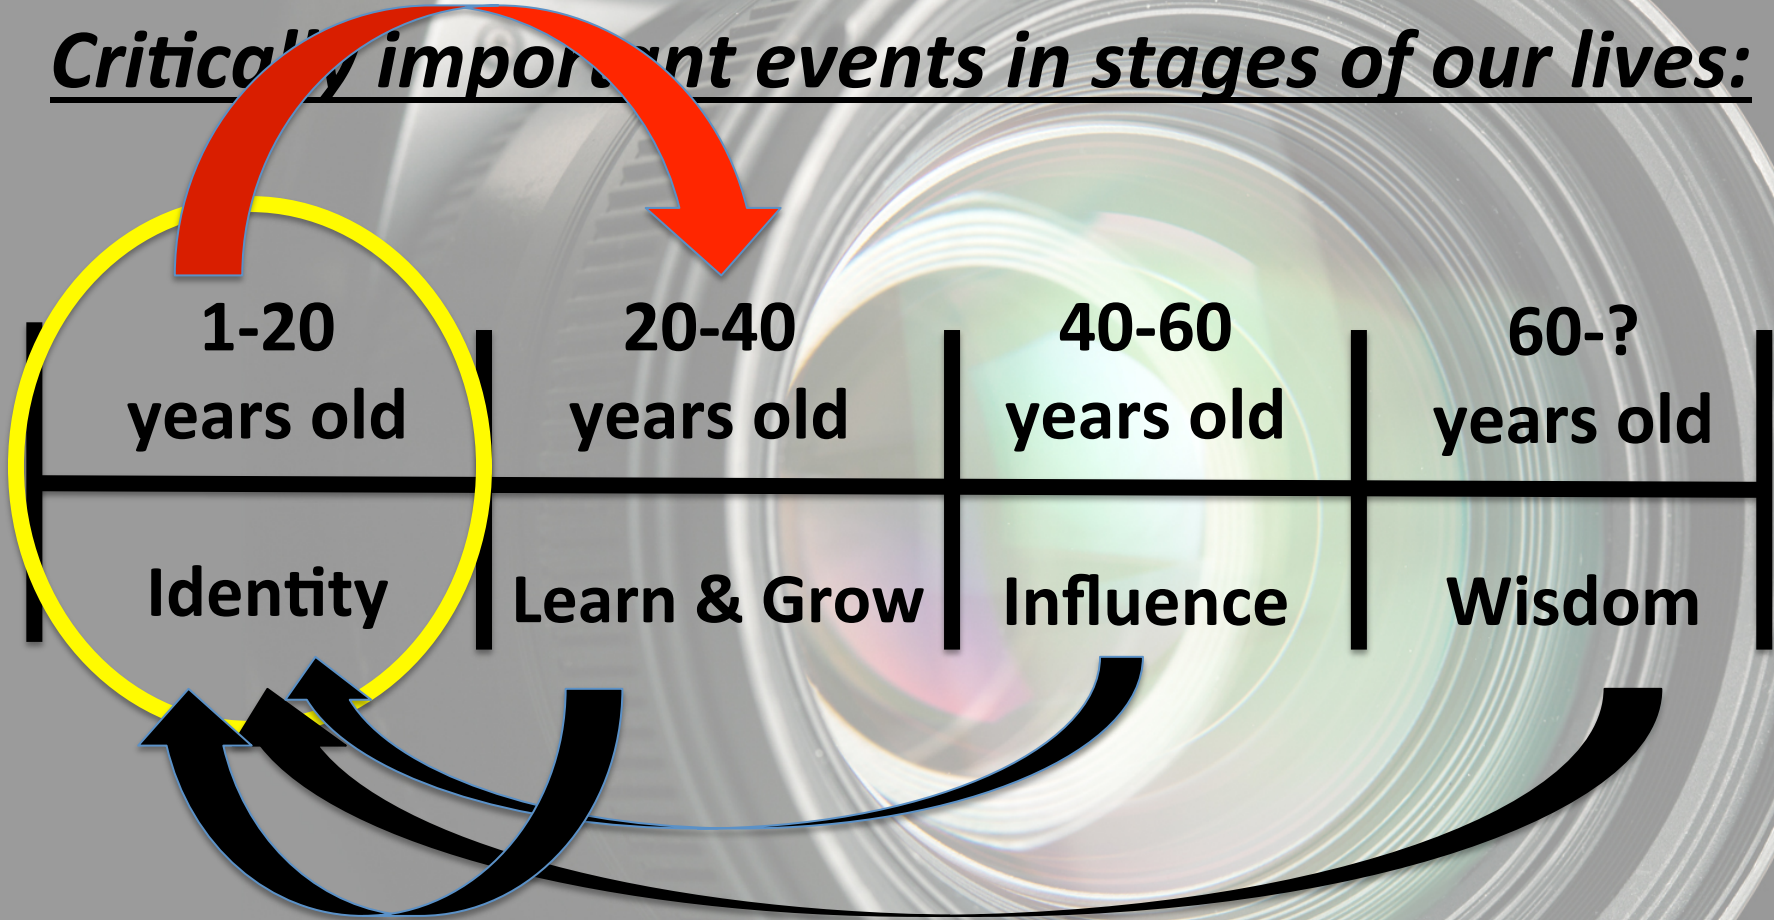 Critically important events in stages of our lives:
1-20
years old
20-40
years old
40-60
years old
60-?
years old
Identity
Learn & Grow
Influence
Wisdom